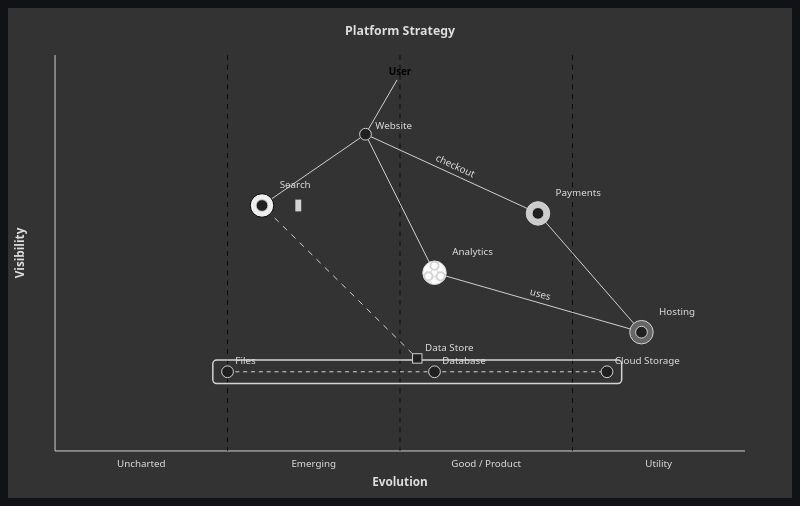 Platform Strategy
User
Website
checkout
Search
Payments
Analytics
uses
Hosting
Data Store
Files
Database
Cloud Storage
Visibility
Uncharted
Emerging
Good / Product
Utility
Evolution